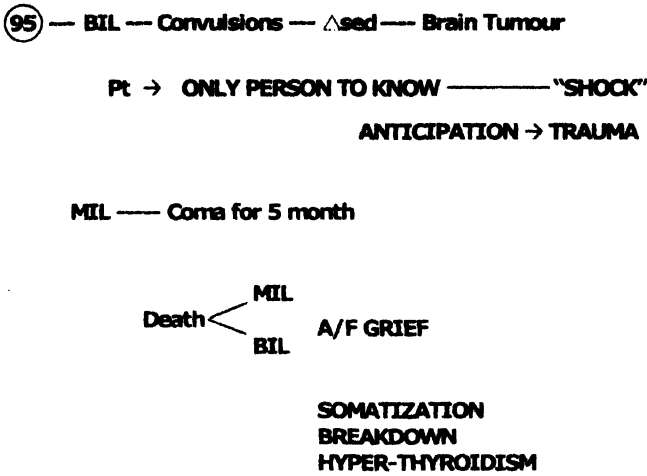 95 — BIL — Convulsions — △sed — Brain Tumour
Pt → ONLY PERSON TO KNOW ——— "SHOCK"
ANTICIPATION → TRAUMA
MIL — Coma for 5 month
MIL
Death
BIL
A/F GRIEF
SOMATIZATION
BREAKDOWN
HYPER-THYROIDISM